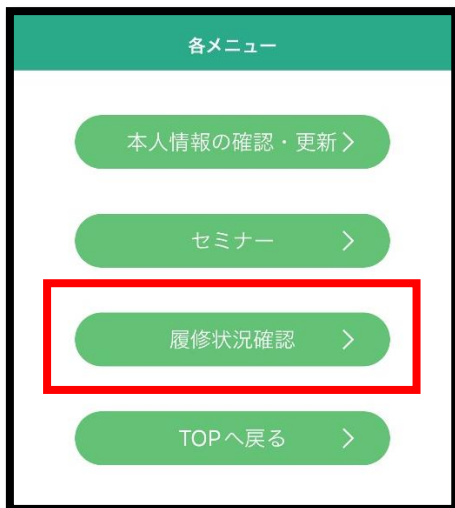 各メニュー
本人情報の確認・更新
セミナー
履修状況確認
TOPへ戻る